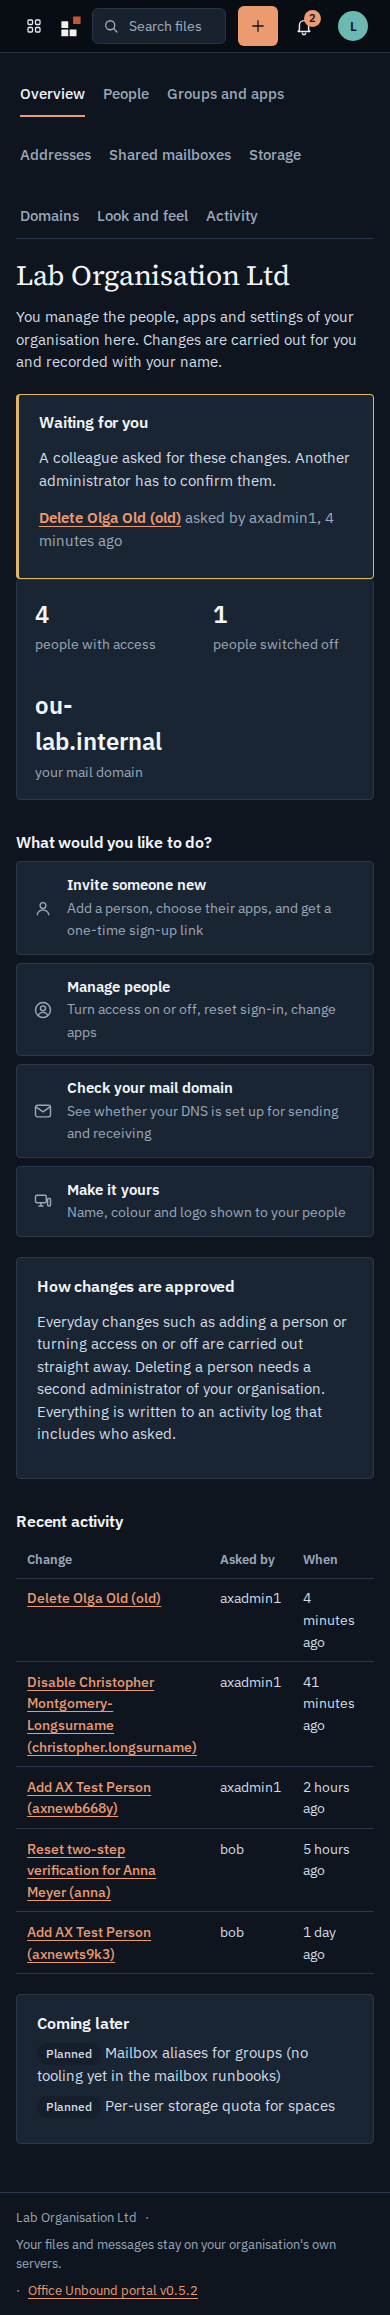 Search files
2
L
Overview People Groups and apps
Addresses Shared mailboxes Storage
Domains Look and feel Activity
Lab Organisation Ltd
You manage the people, apps and settings of your
organisation here. Changes are carried out for you
and recorded with your name.
Waiting for you
A colleague asked for these changes. Another
administrator has to confirm them.
Delete Olga Old (old) asked by axadmin1, 4
minutes ago
4 1
people with access people switched off
ou-
lab.internal
your mail domain
What would you like to do?
Invite someone new
Add a person, choose their apps, and get a
one-time sign-up link
Manage people
Turn access on or off, reset sign-in, change
apps
Check your mail domain
See whether your DNS is set up for sending
and receiving
Make it yours
Name, colour and logo shown to your people
How changes are approved
Everyday changes such as adding a person or
turning access on or off are carried out
straight away. Deleting a person needs a
second administrator of your organisation.
Everything is written to an activity log that
includes who asked.
Recent activity
Change Asked by When
Delete Olga Old (old) axadmin1 4
minutes
ago
Disable Christopher axadmin1 41
Montgomery- minutes
Longsurname ago
(christopher.longsurname)
Add AX Test Person axadmin1 2 hours
(axnewb668y) ago
Reset two-step bob 5 hours
verification for Anna ago
Meyer (anna)
Add AX Test Person bob 1 day
(axnewts9k3) ago
Coming later
Planned Mailbox aliases for groups (no
tooling yet in the mailbox runbooks)
Planned Per-user storage quota for spaces
Lab Organisation Ltd ·
Your files and messages stay on your organisation's own
servers.
· Office Unbound portal v0.5.2